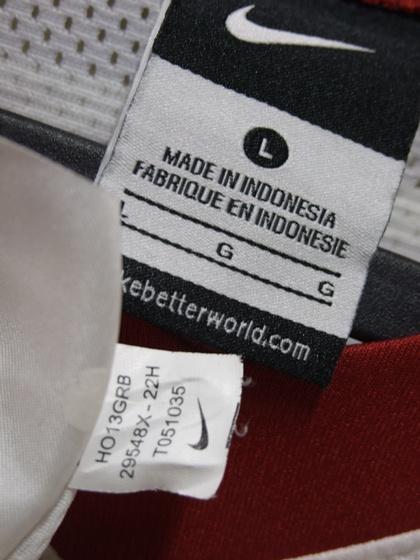 L
MADE IN INDONESIA
FABRIQUE EN INDONESIE
L
G
G
kebetterworld.com
HO13GRB
29548X-22H
T051035